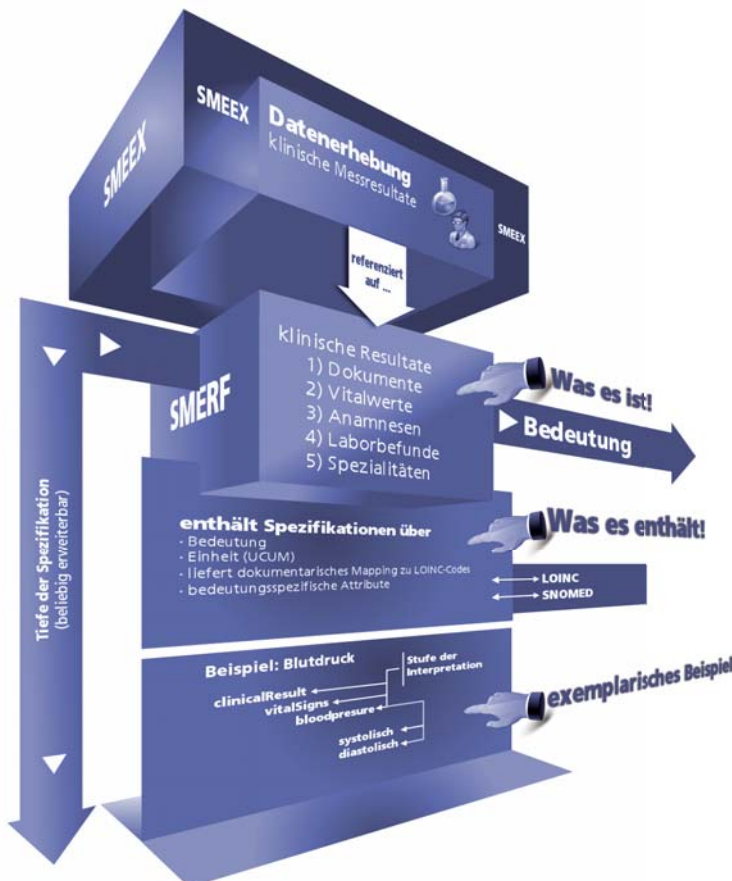 SMEEX
SMEEX
Datenerhebung
klinische Messresultate
SMEEX
referenziert
auf ...
SMERF
klinische Resultate
1) Dokumente
2) Vitalwerte
3) Anamnesen
4) Laborbefunde
5) Spezialitäten
Was es ist!
Bedeutung
Tiefe der Spezifikation
(beliebig erweiterbar)
enthält Spezifikationen über
- Bedeutung
- Einheit (UCUM)
- liefert dokumentarisches Mapping zu LOINC-Codes
- bedeutungsspezifische Attribute
Was es enthält!
LOINC
SNOMED
Beispiel: Blutdruck
Stufe der
Interpretation
clinicalResult
vitalSigns
bloodpresure
systolisch
diastolisch
exemplarisches Beispiel